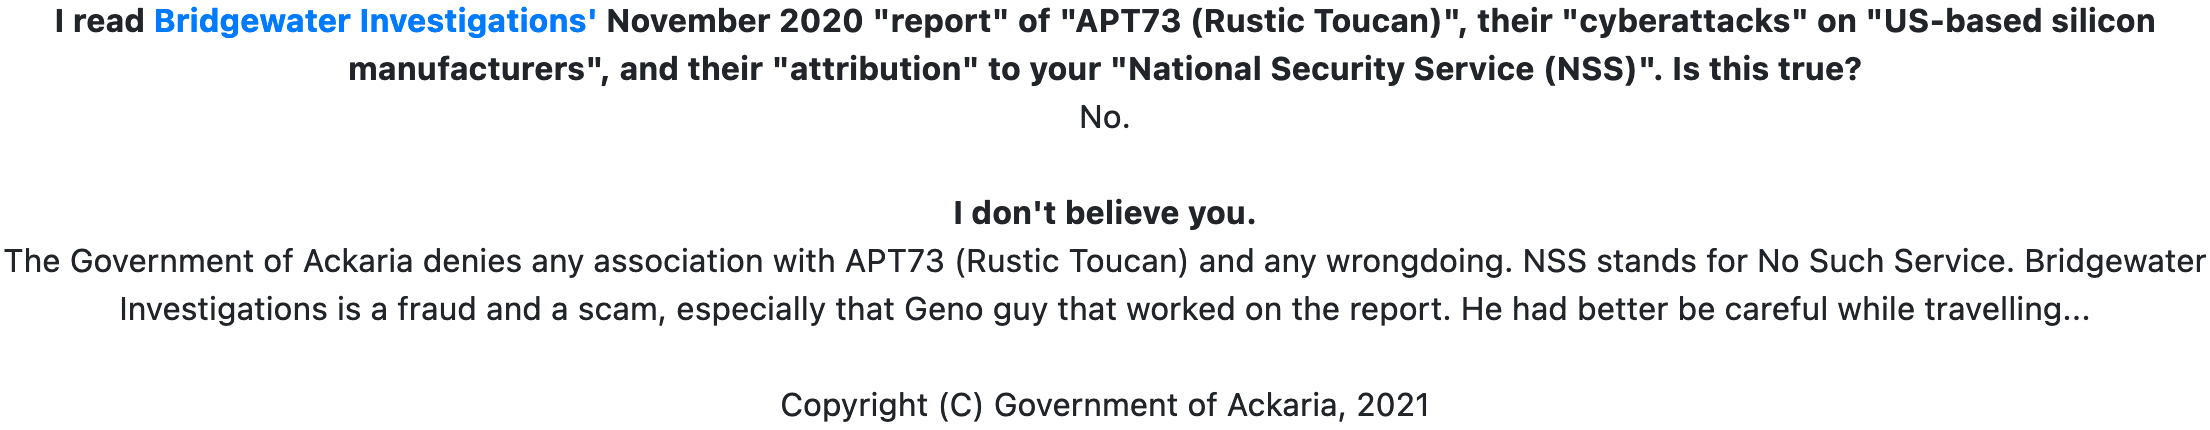 I read Bridgewater Investigations' November 2020 "report" of "APT73 (Rustic Toucan)", their "cyberattacks" on "US-based silicon
manufacturers", and their "attribution" to your "National Security Service (NSS)". Is this true?
No.
I don't believe you.
The Government of Ackaria denies any association with APT73 (Rustic Toucan) and any wrongdoing. NSS stands for No Such Service. Bridgewater
Investigations is a fraud and a scam, especially that Geno guy that worked on the report. He had better be careful while travelling...
Copyright (C) Government of Ackaria, 2021